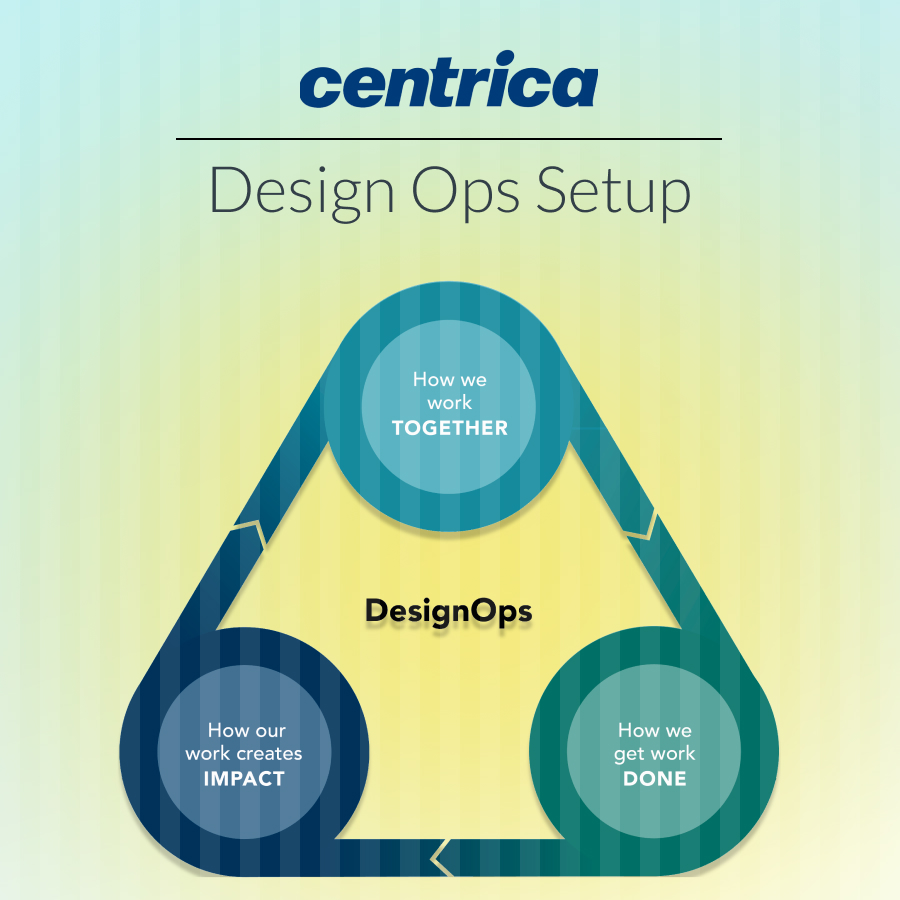 centrica
Design Ops Setup
How we
work
TOGETHER
DesignOps
How our
work creates
IMPACT
How we
get work
DONE